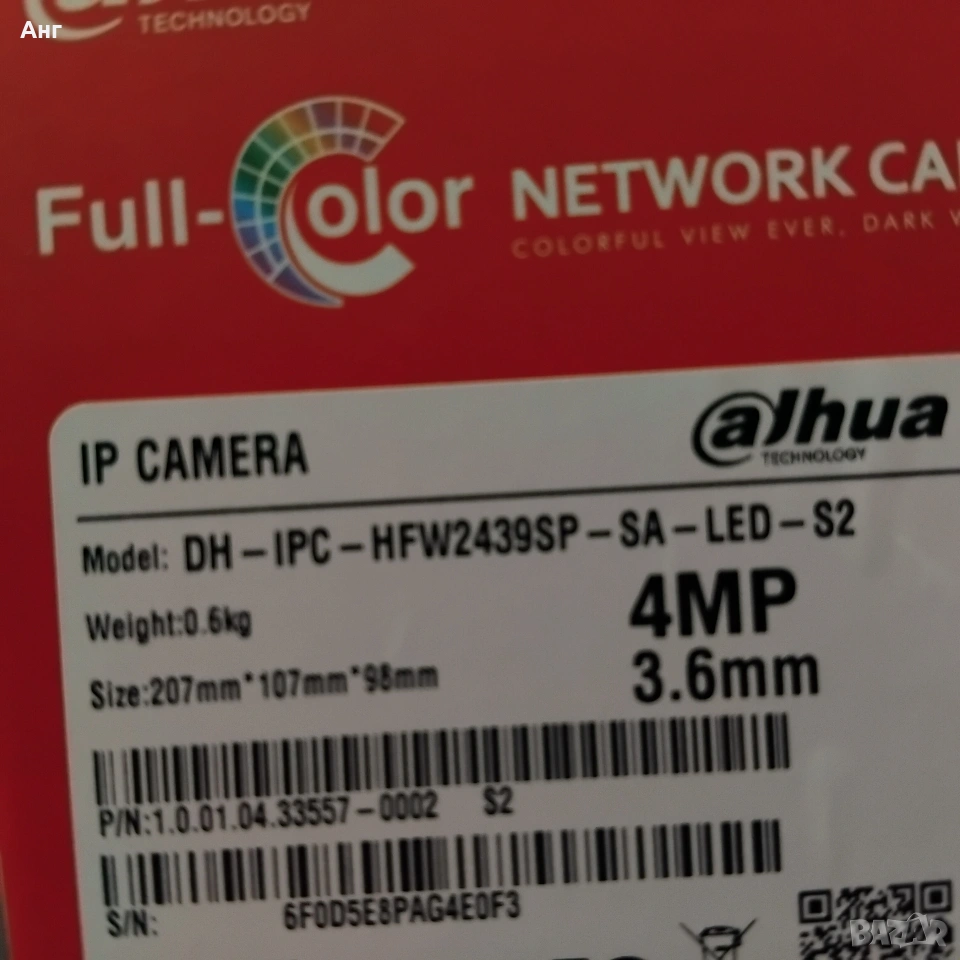 Анг
TECHNOLOGY
Full-Color NETWORK
COLORFUL VIEW EVER, DARK
IP CAMERA
alhua
TECHNOLOGY
Model: DH-IPC-HFW2439SP-SA-LED-S2
Weight:0.6kg
4MP
Size:207mm*107mm*98mm
3.6mm
P/N:1.0.01.04.33557-0002 S2
S/N: 6F0D5E8PAG4E0F3
BAZAR